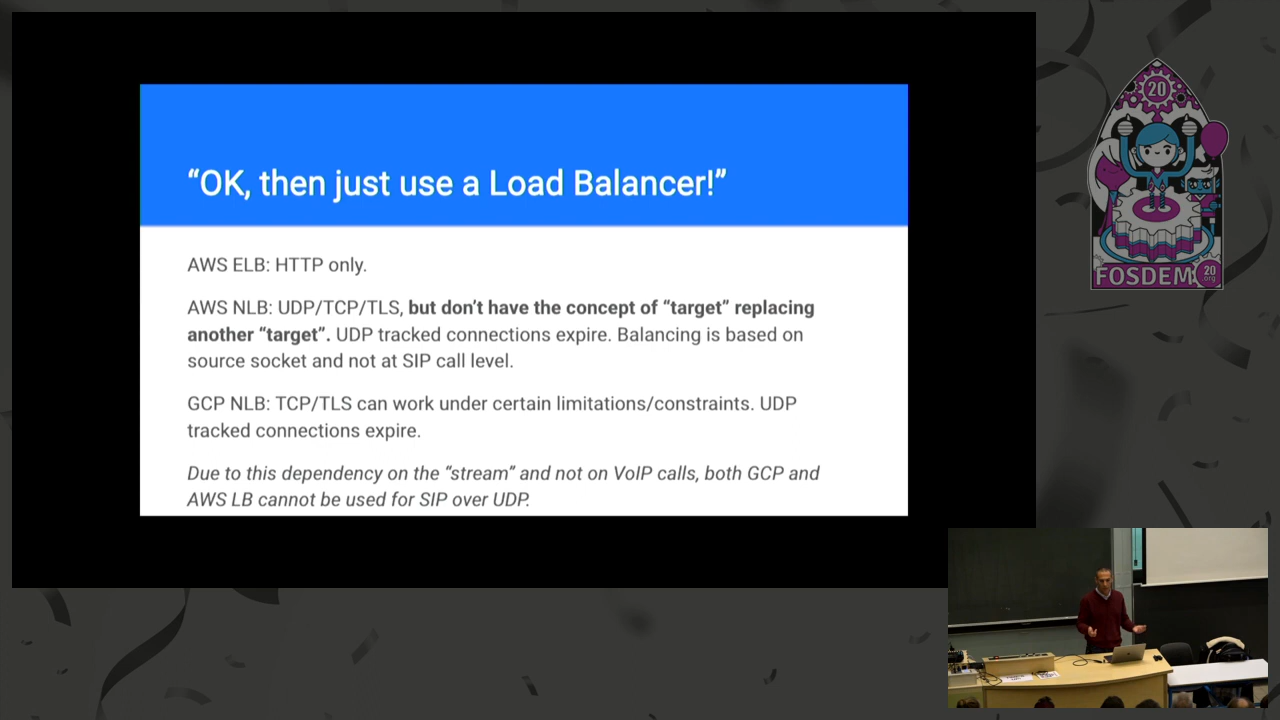 “OK, then just use a Load Balancer!”
AWS ELB: HTTP only.
AWS NLB: UDP/TCP/TLS, but don’t have the concept of “target” replacing
another “target”. UDP tracked connections expire. Balancing is based on
source socket and not at SIP call level.
GCP NLB: TCP/TLS can work under certain limitations/constraints. UDP
tracked connections expire.
Due to this dependency on the “stream” and not on VoIP calls, both GCP and
AWS LB cannot be used for SIP over UDP.
20
FOSDEM
20
.org